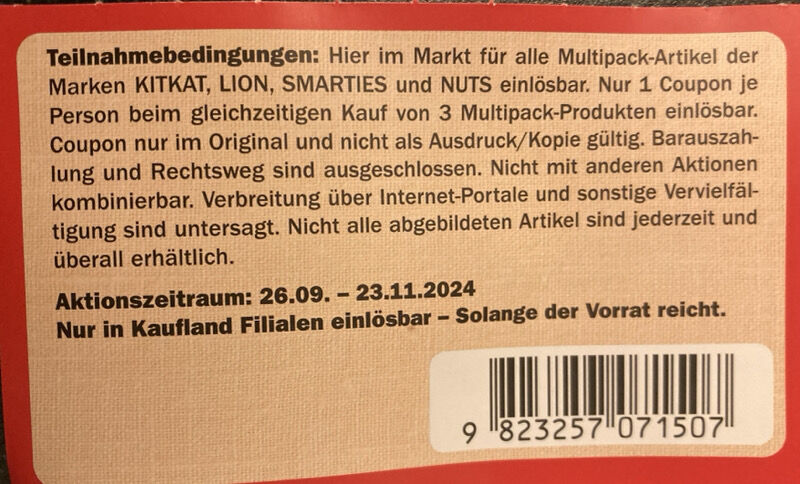 Teilnahmebedingungen: Hier im Markt für alle Multipack-Artikel der
Marken KITKAT, LION, SMARTIES und NUTS einlösbar. Nur 1 Coupon je
Person beim gleichzeitigen Kauf von 3 Multipack-Produkten einlösbar.
Coupon nur im Original und nicht als Ausdruck/Kopie gültig. Barauszah-
lung und Rechtsweg sind ausgeschlossen. Nicht mit anderen Aktionen
kombinierbar. Verbreitung über Internet-Portale und sonstige Vervielfäl-
tigung sind untersagt. Nicht alle abgebildeten Artikel sind jederzeit und
überall erhältlich.
Aktionszeitraum: 26.09. – 23.11.2024
Nur in Kaufland Filialen einlösbar – Solange der Vorrat reicht.
9 823257 071507